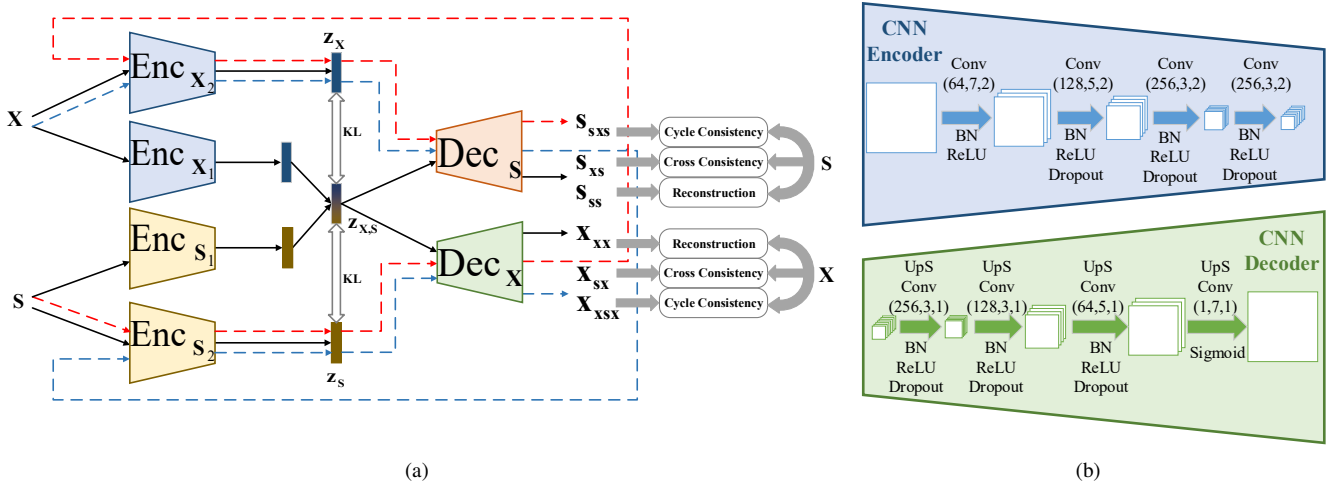 X
Enc X2
Enc X1
Enc S1
S
Enc S2
zX
KL
zX,S
KL
zS
Dec S
Dec X
s sxs
s xs
s ss
x xx
x sx
x xsx
Cycle Consistency
Cross Consistency
Reconstruction
S
Reconstruction
Cross Consistency
Cycle Consistency
X
(a)
CNN
Encoder
Conv
(64,7,2)
BN
ReLU
Conv
(128,5,2)
BN
ReLU
Dropout
Conv
(256,3,2)
BN
ReLU
Dropout
Conv
(256,3,2)
BN
ReLU
Dropout
CNN
Decoder
UpS
Conv
(256,3,1)
BN
ReLU
Dropout
UpS
Conv
(128,3,1)
BN
ReLU
Dropout
UpS
Conv
(64,5,1)
BN
ReLU
Dropout
UpS
Conv
(1,7,1)
Sigmoid
(b)